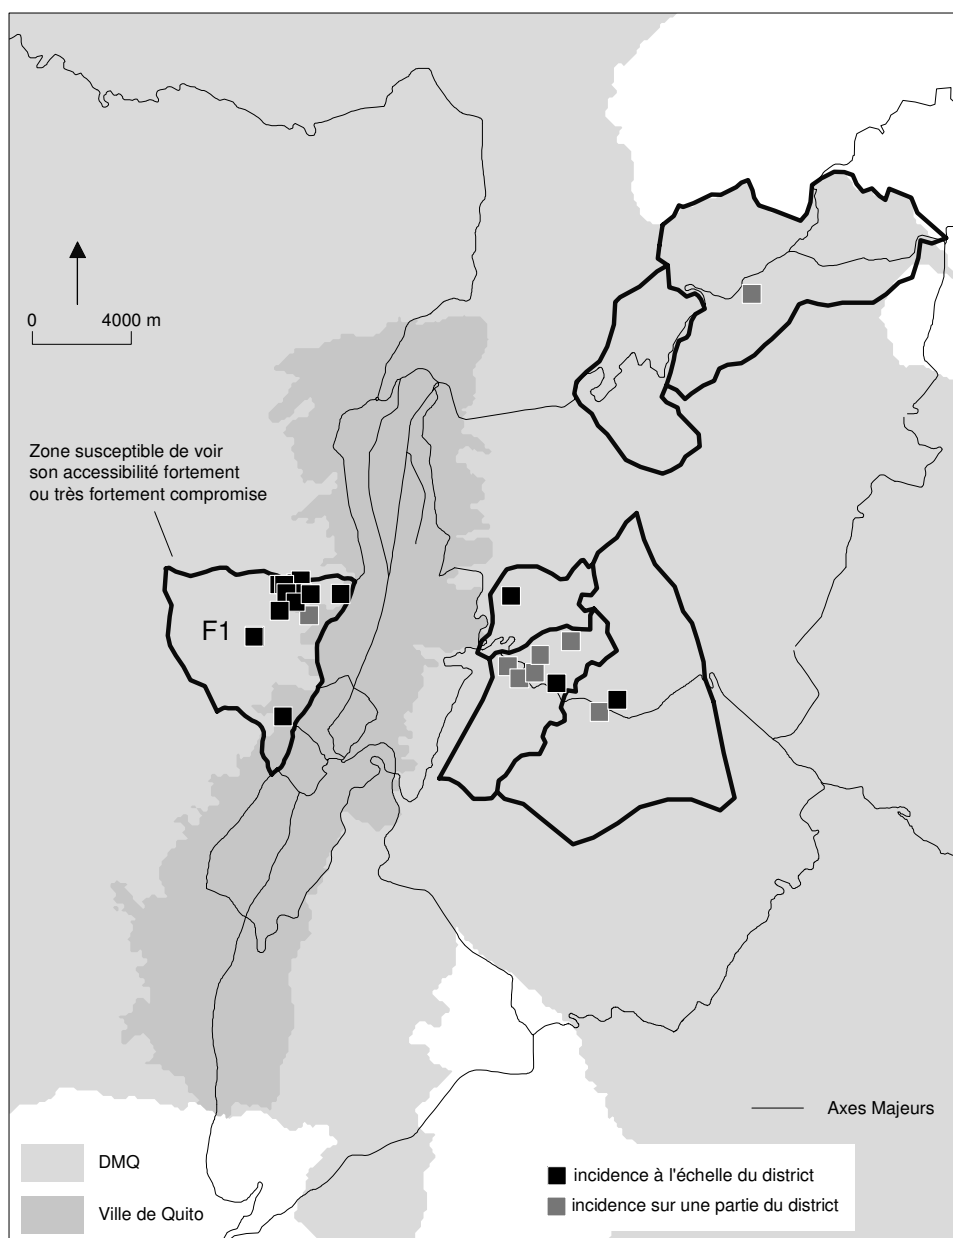 0
4000 m
Zone susceptible de voir
son accessibilité fortement
ou très fortement compromise
F1
Axes Majeurs
DMQ
Ville de Quito
incidence à l'échelle du district
incidence sur une partie du district